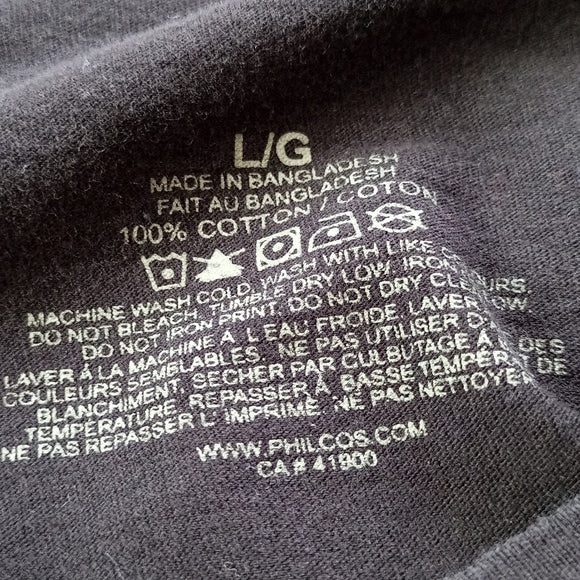 L/G
MADE IN BANGLADESH
FAIT AU BANGLADESH
100% COTTON / COTON
MACHINE WASH COLD. WASH WITH LIKE
DO NOT BLEACH. TUMBLE DRY LOW. IRON
DO NOT IRON PRINT. DO NOT DRY CLEAN.
LAVER À LA MACHINE À L'EAU FROIDE. LAVER
COULEURS SEMBLABLES. NE PAS UTILISER
BLANCHIMENT. SÉCHER PAR CULBUTAGE À
TEMPÉRATURE. REPASSER À BASSE TEMPÉRATURE
NE PAS REPASSER L'IMPRIMÉ. NE PAS NETTOYER
WWW.PHILCOS.COM
CA# 41900